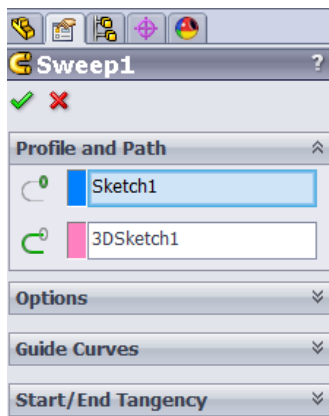 Sweep1 ?
Profile and Path
Sketch1
3DSketch1
Options
Guide Curves
Start/End Tangency